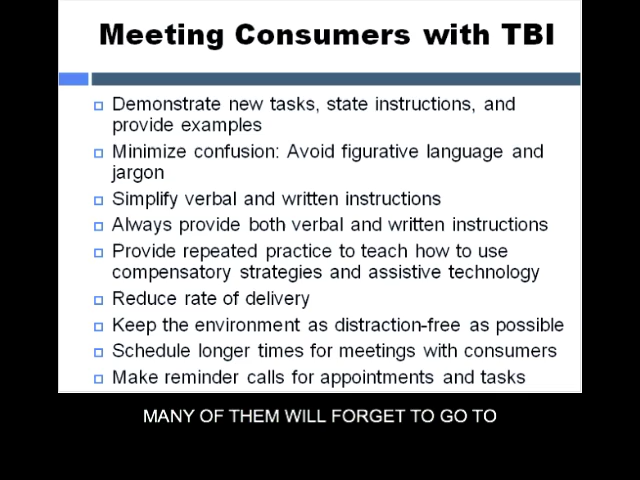 Meeting Consumers with TBI
Demonstrate new tasks, state instructions, and
provide examples
Minimize confusion: Avoid figurative language and
jargon
Simplify verbal and written instructions
Always provide both verbal and written instructions
Provide repeated practice to teach how to use
compensatory strategies and assistive technology
Reduce rate of delivery
Keep the environment as distraction-free as possible
Schedule longer times for meetings with consumers
Make reminder calls for appointments and tasks
MANY OF THEM WILL FORGET TO GO TO